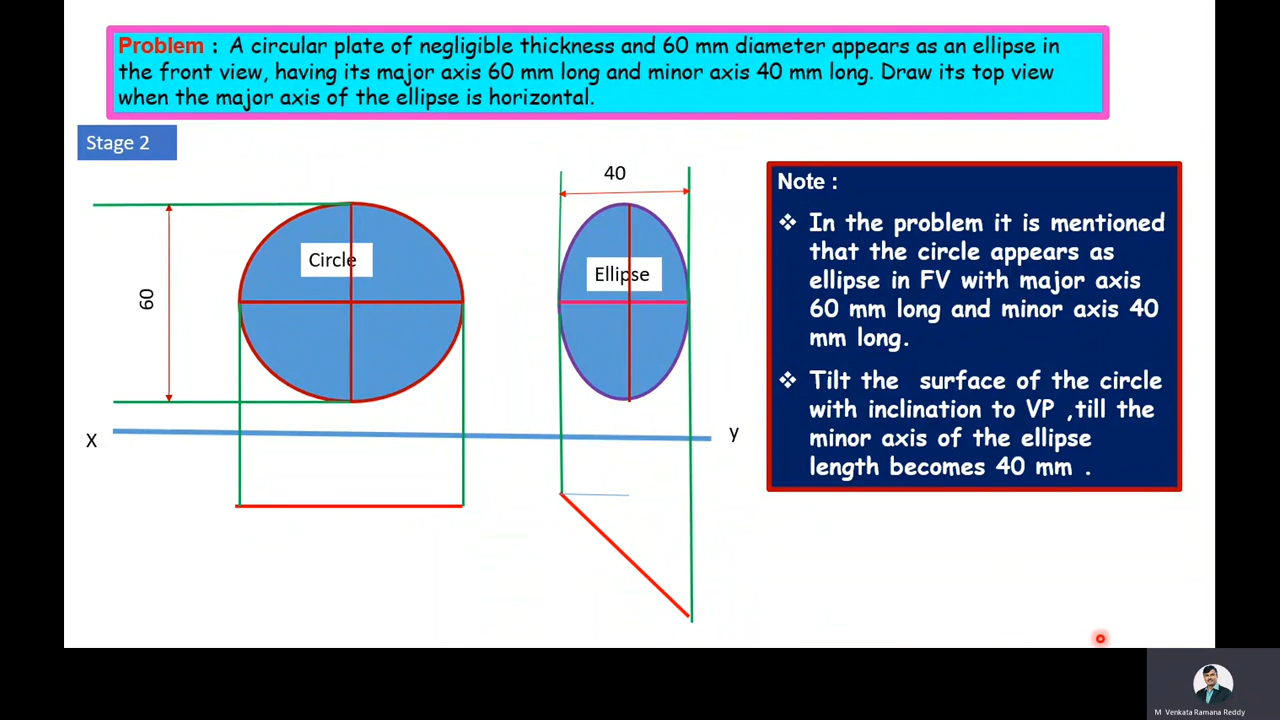 Problem : A circular plate of negligible thickness and 60 mm diameter appears as an ellipse in
the front view, having its major axis 60 mm long and minor axis 40 mm long. Draw its top view
when the major axis of the ellipse is horizontal.
Stage 2
40
Circle
Ellipse
60
X
y
Note :
❖ In the problem it is mentioned
that the circle appears as
ellipse in FV with major axis
60 mm long and minor axis 40
mm long.
❖ Tilt the surface of the circle
with inclination to VP ,till the
minor axis of the ellipse
length becomes 40 mm .
M Venkata Ramana Reddy